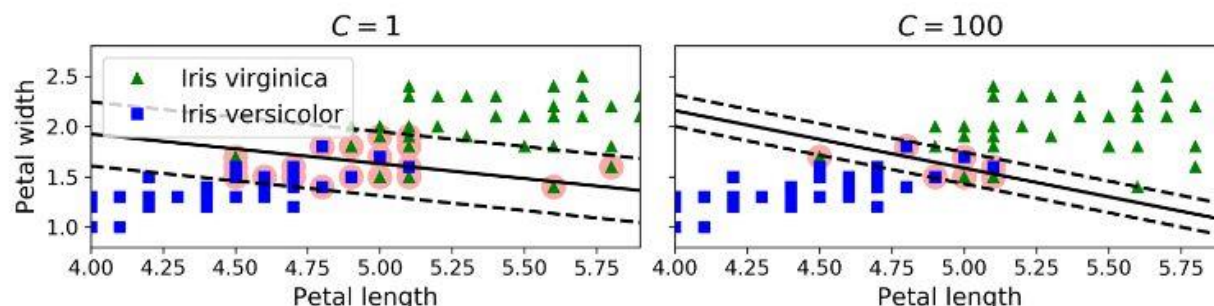 C = 1
Petal width
2.5
2.0
1.5
1.0
Iris virginica
Iris versicolor
4.00 4.25 4.50 4.75 5.00 5.25 5.50 5.75
Petal length
C = 100
4.00 4.25 4.50 4.75 5.00 5.25 5.50 5.75
Petal length